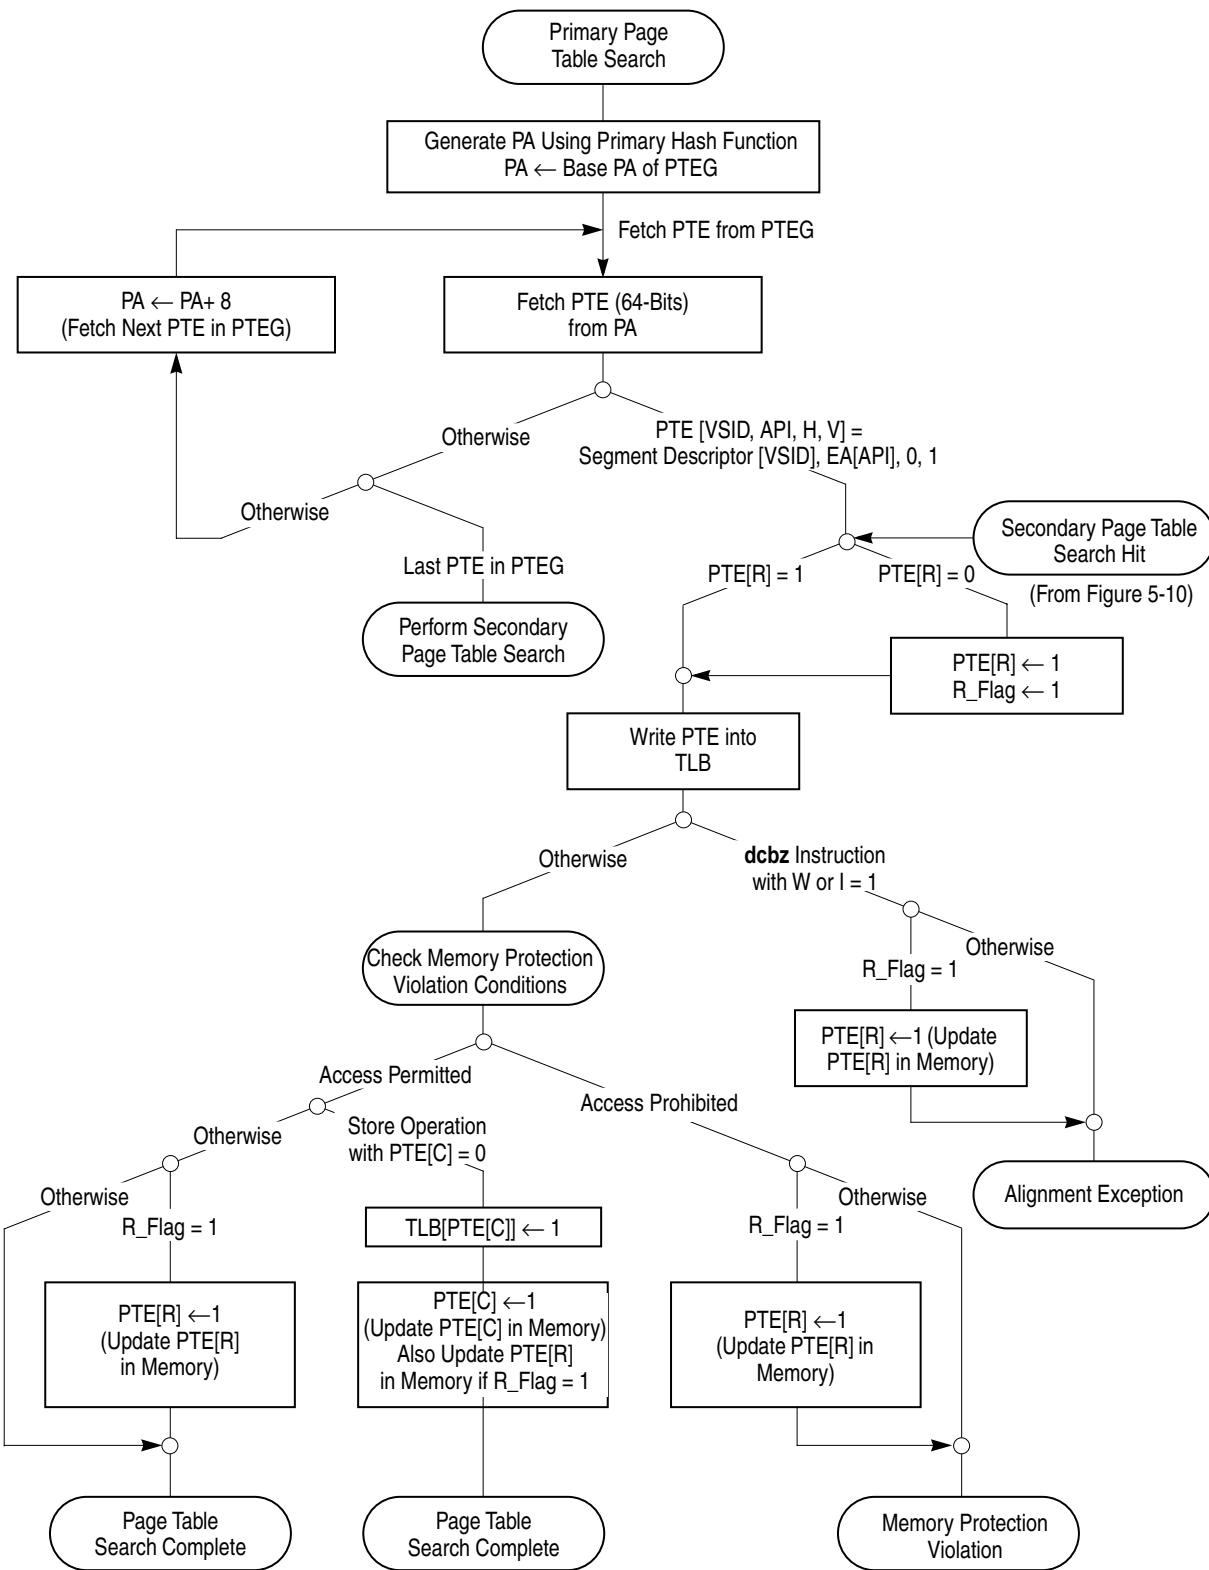 Primary Page
Table Search
Generate PA Using Primary Hash Function
PA ← Base PA of PTEG
Fetch PTE from PTEG
PA ← PA+ 8
(Fetch Next PTE in PTEG)
Fetch PTE (64-Bits)
from PA
Otherwise
PTE [VSID, API, H, V] =
Segment Descriptor [VSID], EA[API], 0, 1
Otherwise
Last PTE in PTEG
Perform Secondary
Page Table Search
Secondary Page Table
Search Hit
(From Figure 5-10)
PTE[R] = 1
PTE[R] = 0
PTE[R] ← 1
R_Flag ← 1
Write PTE into
TLB
Otherwise
dcbz Instruction
with W or I = 1
Check Memory Protection
Violation Conditions
R_Flag = 1
Otherwise
PTE[R] ←1 (Update
PTE[R] in Memory)
Alignment Exception
Access Permitted
Access Prohibited
Otherwise
Store Operation
with PTE[C] = 0
Otherwise
R_Flag = 1
TLB[PTE[C]] ← 1
R_Flag = 1
Otherwise
PTE[R] ←1
(Update PTE[R]
in Memory)
PTE[C] ←1
(Update PTE[C] in Memory)
Also Update PTE[R]
in Memory if R_Flag = 1
PTE[R] ←1
(Update PTE[R] in
Memory)
Page Table
Search Complete
Page Table
Search Complete
Memory Protection
Violation